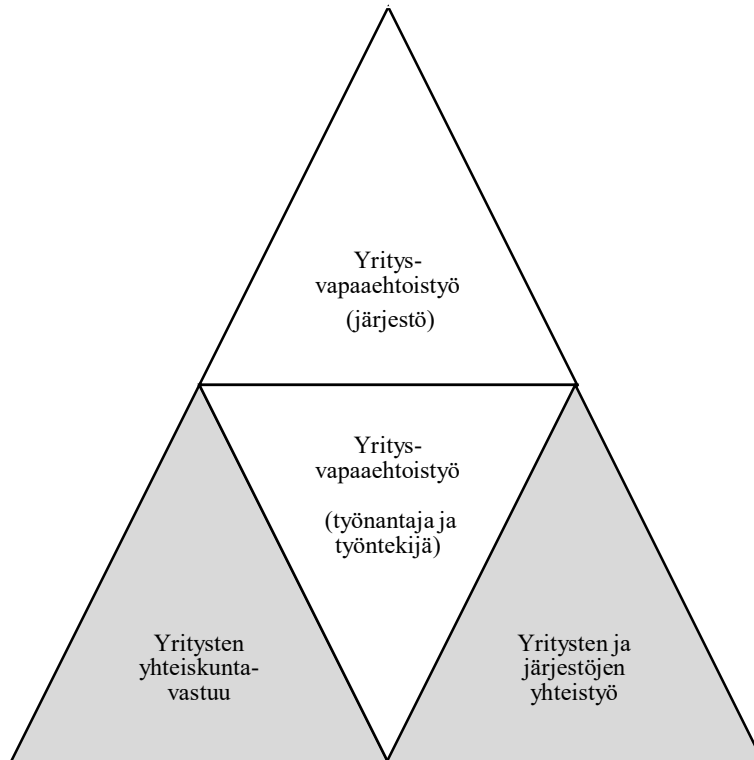 Yritys-
vapaaehtoistyö
(järjestö)
Yritys-
vapaaehtoistyö
(työnantaja ja
työntekijä)
Yritysten
yhteiskunta-
vastuu
Yritysten ja
järjestöjen
yhteistyö